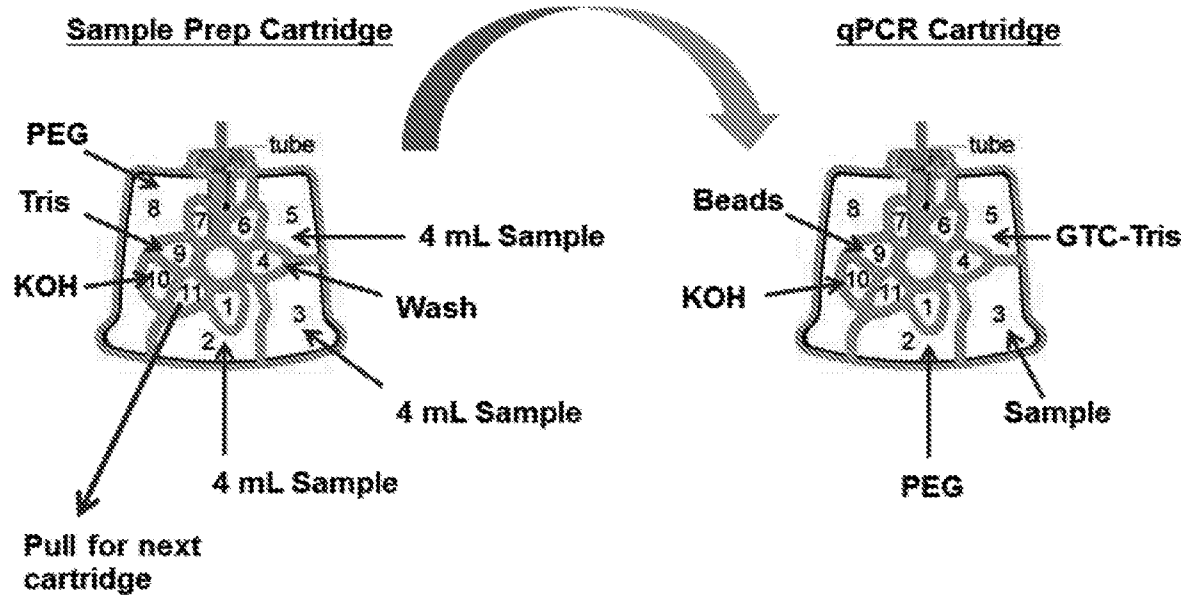 Sample Prep Cartridge
qPCR Cartridge
PEG
tube
Tris
8
7
6
5
4 mL Sample
9
4
KOH
10
11
1
Wash
3
2
4 mL Sample
4 mL Sample
Pull for next
cartridge
tube
Beads
8
7
6
5
GTC-Tris
9
4
KOH
10
11
1
3
2
Sample
PEG